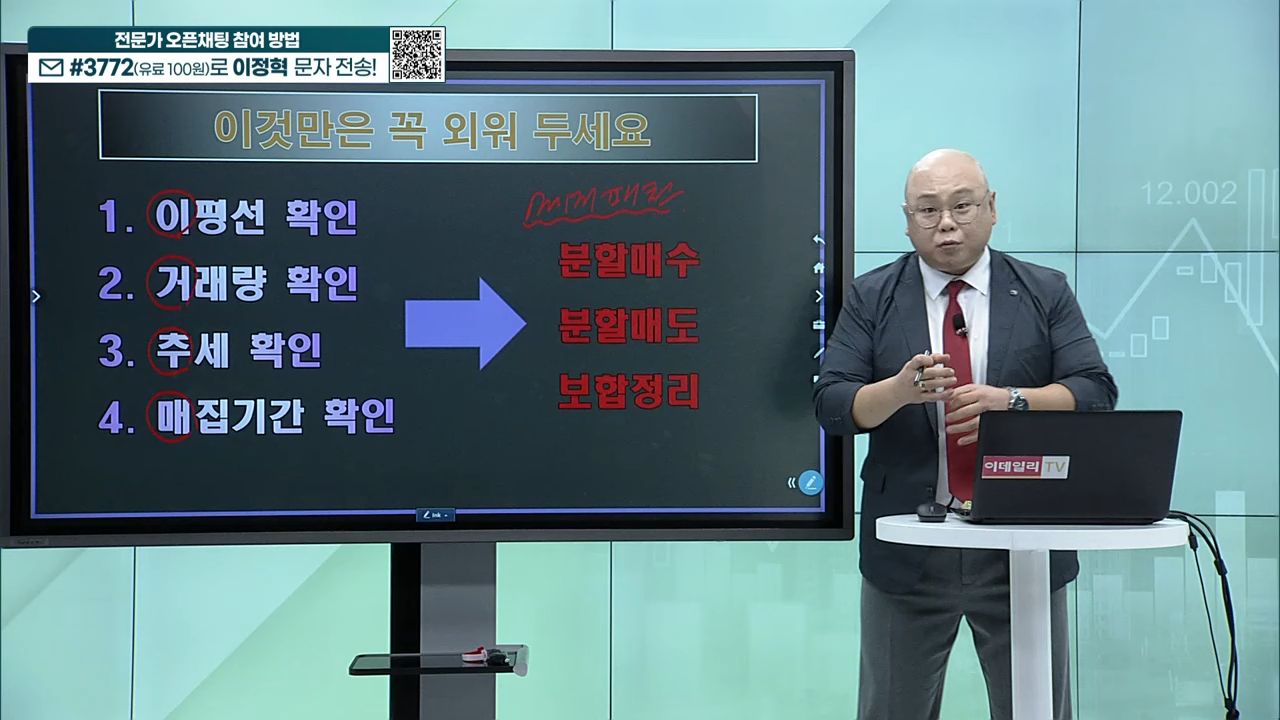 전문가 오픈채팅 참여 방법
#3772(유료 100원)로 이정혁 문자 전송!
이것만은 꼭 외워 두세요
1. 이평선 확인
2. 거래량 확인
3. 추세 확인
4. 매집기간 확인
분할매수
분할매도
보합정리
12.002
이데일리 TV
Ink